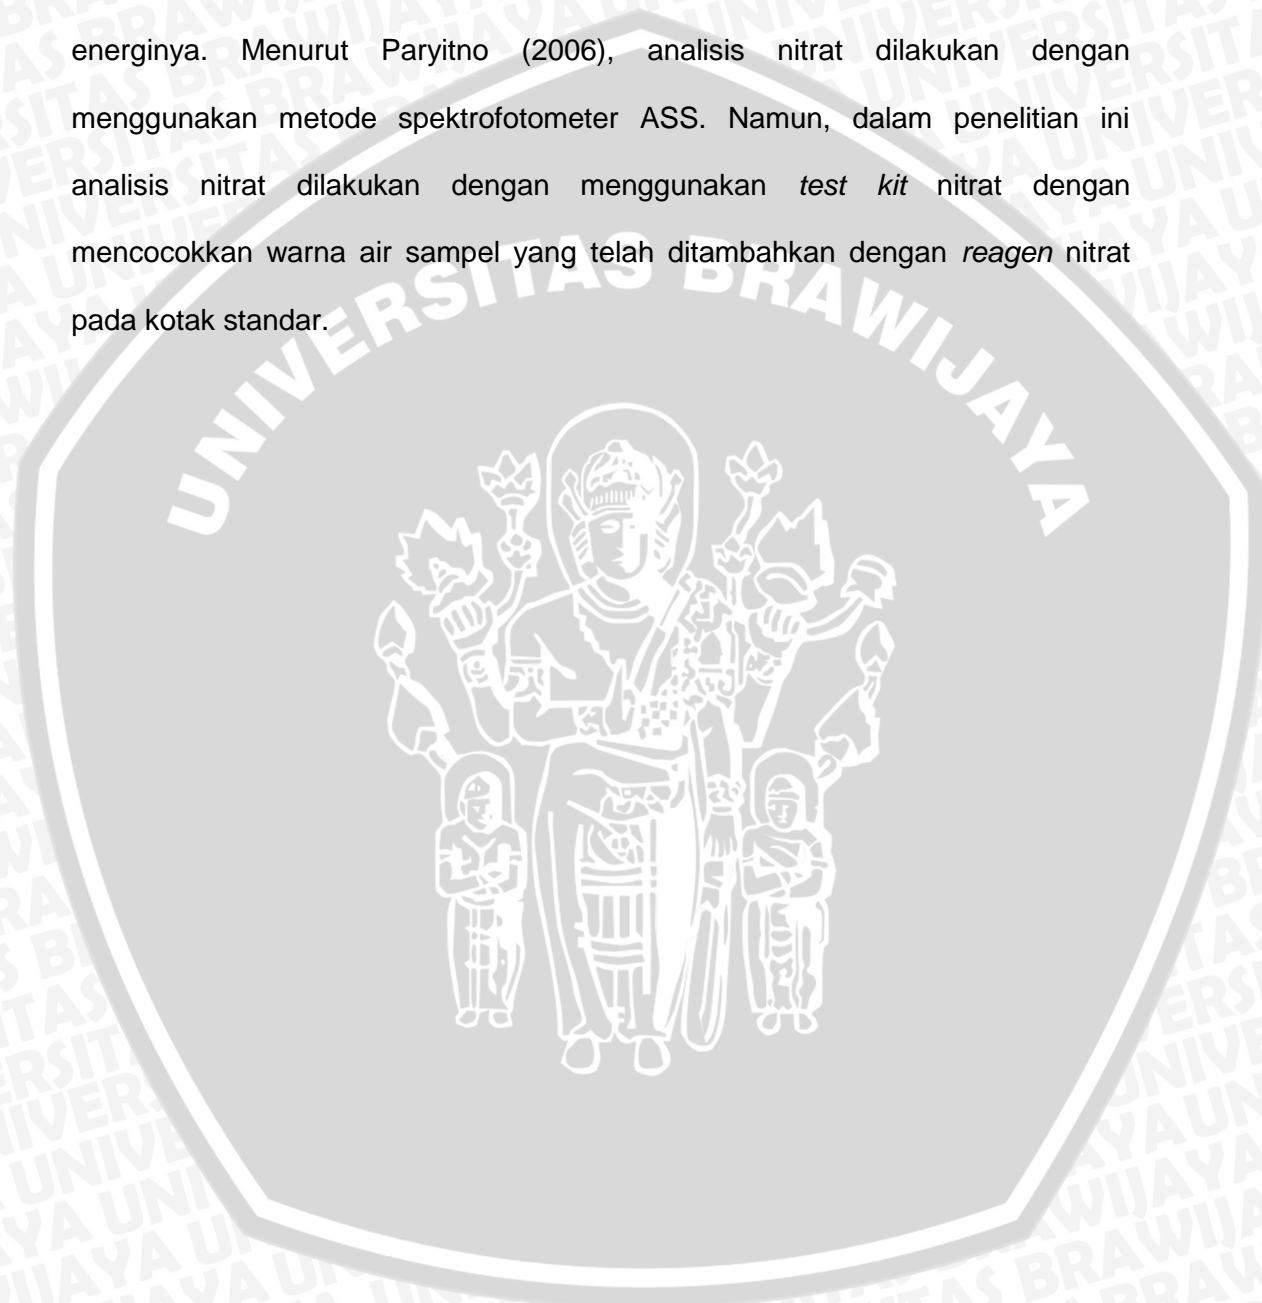 energinya. Menurut Paryitno (2006), analisis nitrat dilakukan dengan
menggunakan metode spektrofotometer ASS. Namun, dalam penelitian ini
analisis nitrat dilakukan dengan menggunakan test kit nitrat dengan
mencocokkan warna air sampel yang telah ditambahkan dengan reagen nitrat
pada kotak standar.
UNIVERSITAS BRAWIJAYA